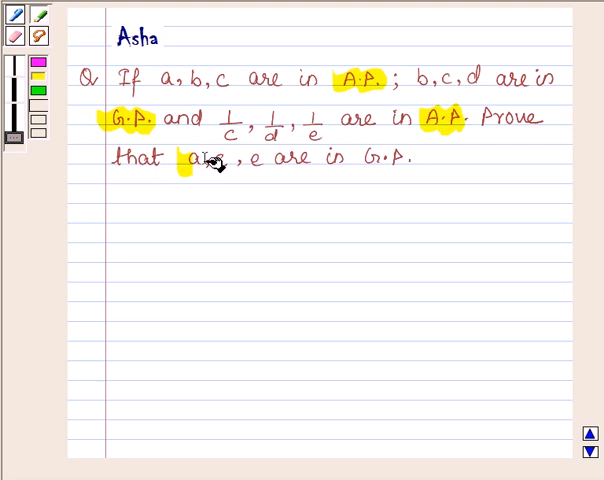 Asha
Q If a, b, c are in A.P. ; b, c, d are in
G.P. and 1/c, 1/d, 1/e are in A.P. Prove
that a, c, e are in G.P.